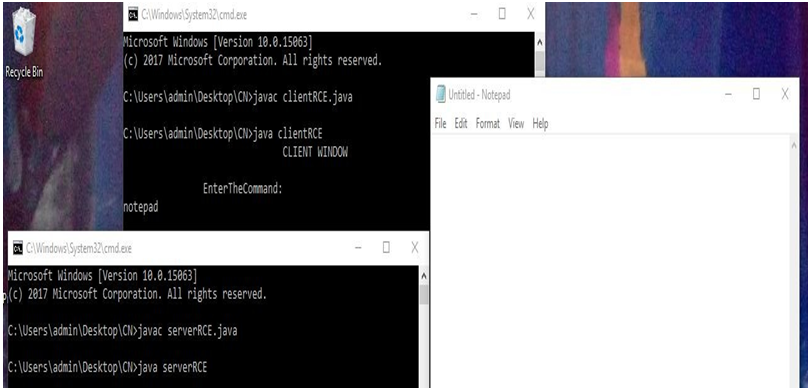 Recycle Bin
C:\Windows\System32\cmd.exe
Microsoft Windows [Version 10.0.15063]
(c) 2017 Microsoft Corporation. All rights reserved.
C:\Users\admin\Desktop\CN>javac clientRCE.java
C:\Users\admin\Desktop\CN>java clientRCE
CLIENT WINDOW
EnterTheCommand:
notepad
Untitled - Notepad
File Edit Format View Help
C:\Windows\System32\cmd.exe
Microsoft Windows [Version 10.0.15063]
(c) 2017 Microsoft Corporation. All rights reserved.
C:\Users\admin\Desktop\CN>javac serverRCE.java
C:\Users\admin\Desktop\CN>java serverRCE